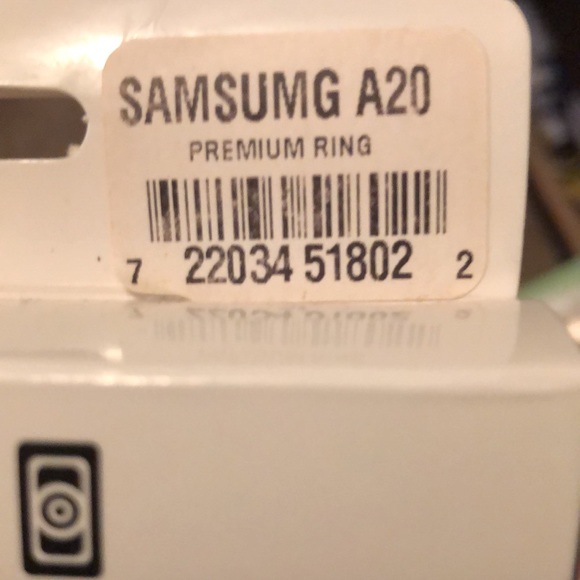 SAMSUMG A20
PREMIUM RING
7 22034 51802 2